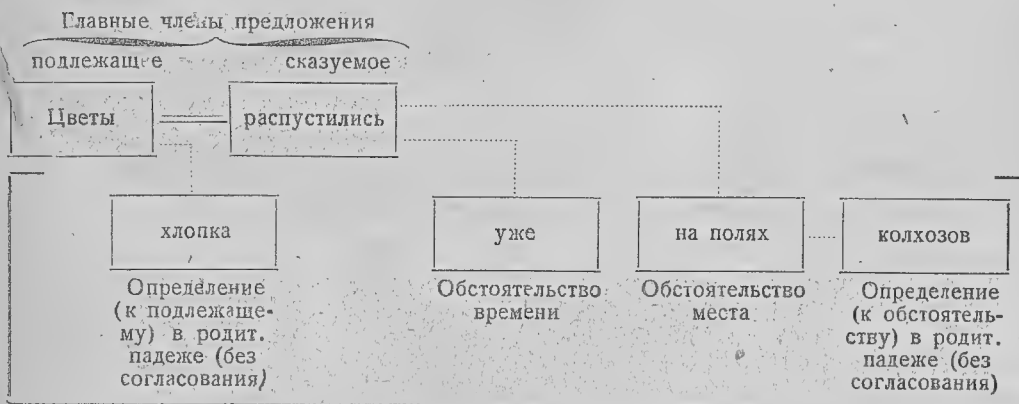 Главные члены предложения
подлежащее сказуемое
Цветы распустились
хлопка уже на полях колхозов
Определение
(к подлежаще-
му) в родит.
падеже (без
согласования)
Обстоятельство
времени
Обстоятельство
места
Определение
(к обстоятель-
ству) в родит.
падеже (без
согласования)